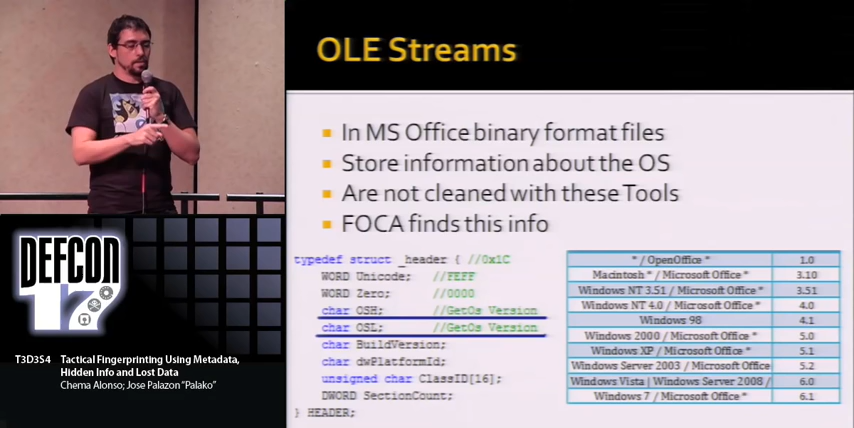 OLE Streams
In MS Office binary format files
Store information about the OS
Are not cleaned with these Tools
FOCA finds this info
typedef struct _header { //0x1C
WORD Unicode; //FEFF
WORD Zero; //0000
char OSH; //GetOs Version
char OSL; //GetOs Version
char BuildVersion;
char dwPlatformId;
unsigned char ClassID[16];
DWORD SectionCount;
} HEADER;
* / OpenOffice * 1.0
Macintosh * / Microsoft Office * 3.10
Windows NT 3.51 / Microsoft Office * 3.51
Windows NT 4.0 / Microsoft Office * 4.0
Windows 98 4.1
Windows 2000 / Microsoft Office * 5.0
Windows XP / Microsoft Office * 5.1
Windows Server 2003 / Microsoft Office 5.2
Windows Vista | Windows Server 2008 / 6.0
Windows 7 / Microsoft Office * 6.1
DEFCON
17
T3D3S4 Tactical Fingerprinting Using Metadata,
Hidden Info and Lost Data
Chema Alonso; Jose Palazon "Palako"